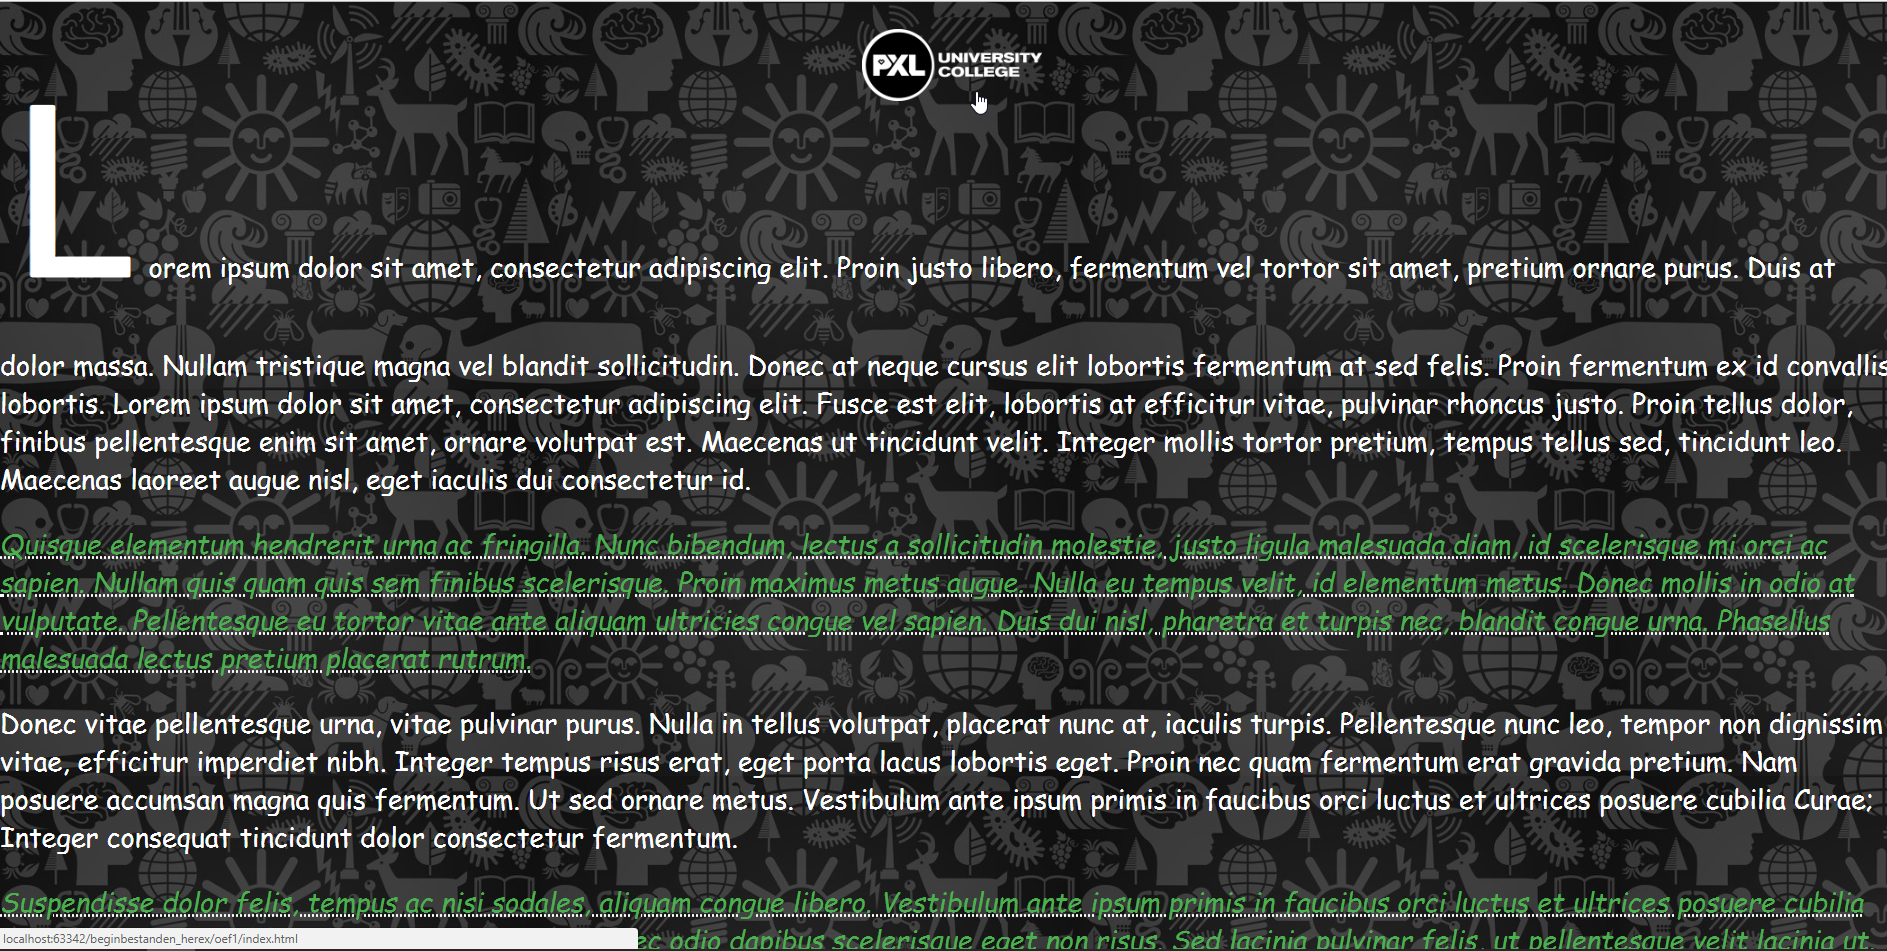 PXL UNIVERSITY
COLLEGE
Lorem ipsum dolor sit amet, consectetur adipiscing elit. Proin justo libero, fermentum vel tortor sit amet, pretium ornare purus. Duis at
dolor massa. Nullam tristique magna vel blandit sollicitudin. Donec at neque cursus elit lobortis fermentum at sed felis. Proin fermentum ex id convallis
lobortis. Lorem ipsum dolor sit amet, consectetur adipiscing elit. Fusce est elit, lobortis at efficitur vitae, pulvinar rhoncus justo. Proin tellus dolor,
finibus pellentesque enim sit amet, ornare volutpat est. Maecenas ut tincidunt velit. Integer mollis tortor pretium, tempus tellus sed, tincidunt leo.
Maecenas laoreet augue nisl, eget iaculis dui consectetur id.
Quisque elementum hendrerit urna ac fringilla. Nunc bibendum, lectus a sollicitudin molestie, justo ligula malesuada diam, id scelerisque mi orci ac
sapien. Nullam quis quam quis sem finibus scelerisque. Proin maximus metus augue. Nulla eu tempus velit, id elementum metus. Donec mollis in odio at
vulputate. Pellentesque eu tortor vitae ante aliquam ultricies congue vel sapien. Duis dui nisl, pharetra et turpis nec, blandit congue urna. Phasellus
malesuada lectus pretium placerat rutrum.
Donec vitae pellentesque urna, vitae pulvinar purus. Nulla in tellus volutpat, placerat nunc at, iaculis turpis. Pellentesque nunc leo, tempor non dignissim
vitae, efficitur imperdiet nibh. Integer tempus risus erat, eget porta lacus lobortis eget. Proin nec quam fermentum erat gravida pretium. Nam
posuere accumsan magna quis fermentum. Ut sed ornare metus. Vestibulum ante ipsum primis in faucibus orci luctus et ultrices posuere cubilia Curae;
Integer consequat tincidunt dolor consectetur fermentum.
Suspendisse dolor felis, tempus ac nisi sodales, aliquam congue libero. Vestibulum ante ipsum primis in faucibus orci luctus et ultrices posuere cubilia
ec odio dapibus scelerisque eget non risus. Sed lacinia pulvinar felis, ut pellentesque velit lacinia ut.
localhost:63342/beginbestanden_herex/oef1/index.html